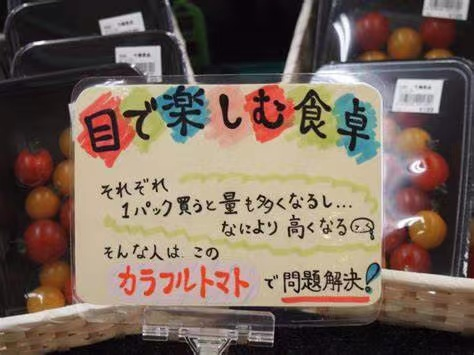 目で楽しむ食卓
それぞれ
1パック買うと量も多くなるし...
なにより高くなる
そんな人は、この
カラフルトマトで問題解決!